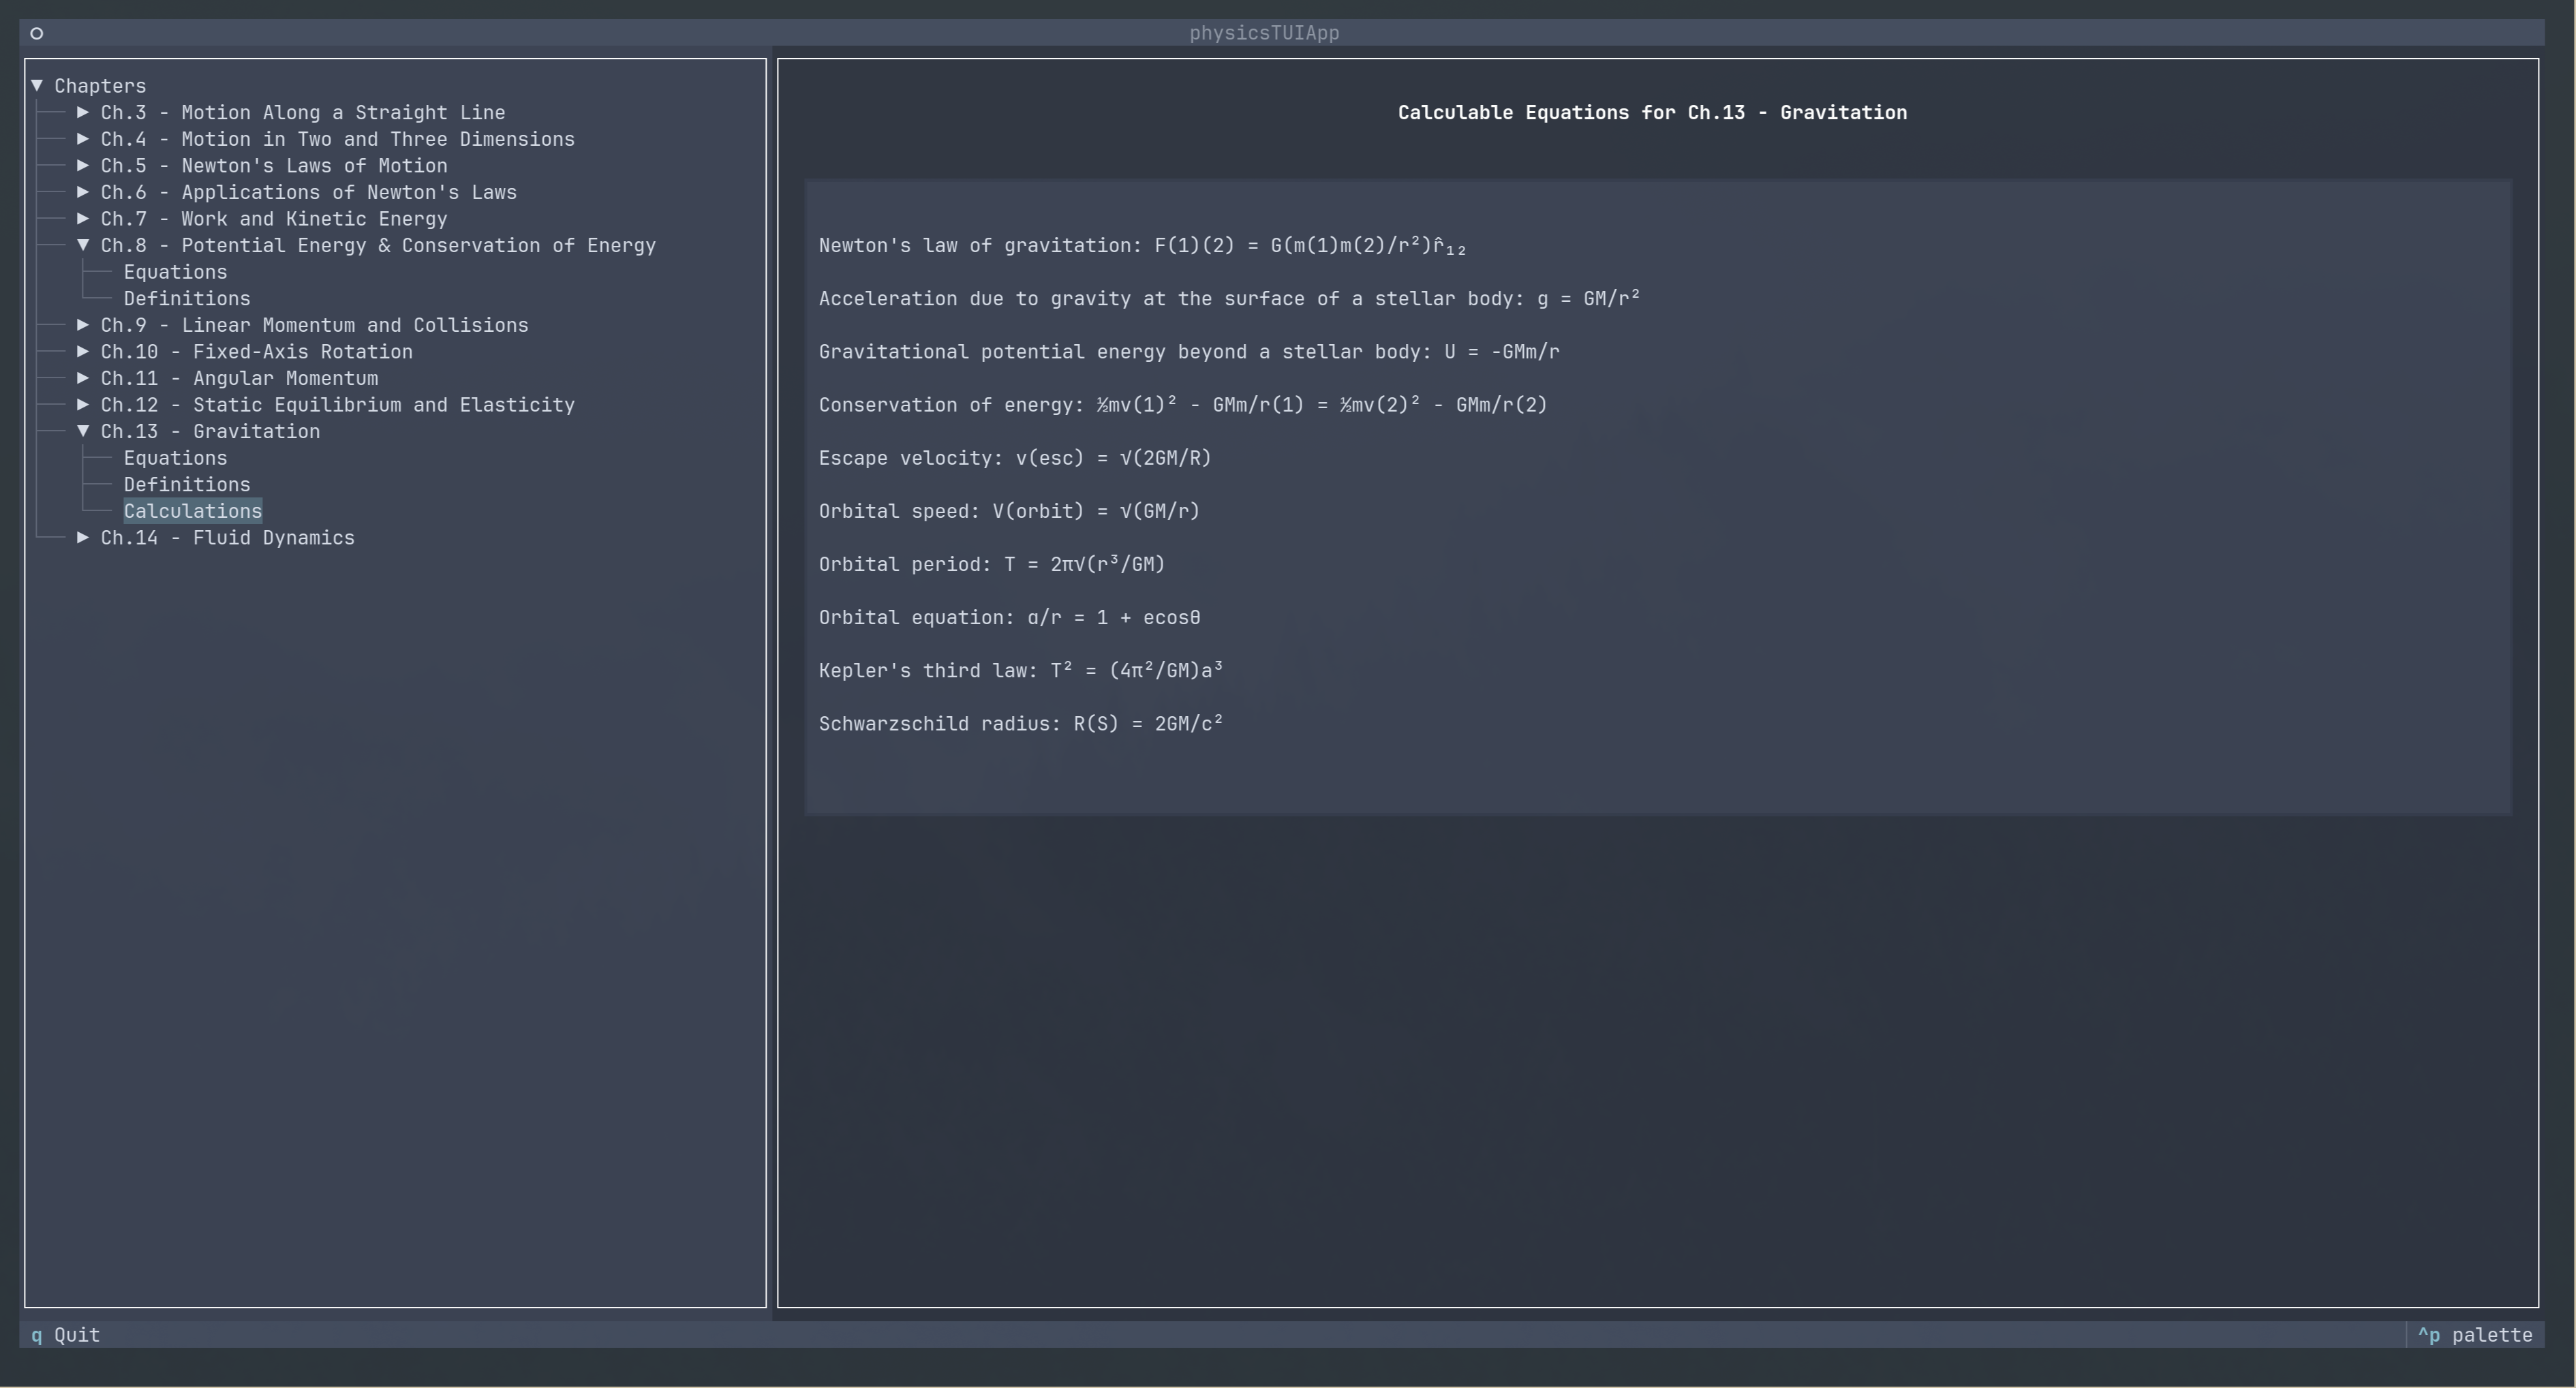 physicsTUIApp
▼ Chapters
▶ Ch.3 - Motion Along a Straight Line
▶ Ch.4 - Motion in Two and Three Dimensions
▶ Ch.5 - Newton's Laws of Motion
▶ Ch.6 - Applications of Newton's Laws
▶ Ch.7 - Work and Kinetic Energy
▼ Ch.8 - Potential Energy & Conservation of Energy
Equations
Definitions
▶ Ch.9 - Linear Momentum and Collisions
▶ Ch.10 - Fixed-Axis Rotation
▶ Ch.11 - Angular Momentum
▶ Ch.12 - Static Equilibrium and Elasticity
▼ Ch.13 - Gravitation
Equations
Definitions
Calculations
▶ Ch.14 - Fluid Dynamics
Calculable Equations for Ch.13 - Gravitation
Newton's law of gravitation: F(1)(2) = G(m(1)m(2)/r²)r̂₁₂
Acceleration due to gravity at the surface of a stellar body: g = GM/r²
Gravitational potential energy beyond a stellar body: U = -GMm/r
Conservation of energy: ½mv(1)² - GMm/r(1) = ½mv(2)² - GMm/r(2)
Escape velocity: v(esc) = √(2GM/R)
Orbital speed: V(orbit) = √(GM/r)
Orbital period: T = 2π√(r³/GM)
Orbital equation: ɑ/r = 1 + ecosθ
Kepler's third law: T² = (4π²/GM)a³
Schwarzschild radius: R(S) = 2GM/c²
q Quit
^p palette